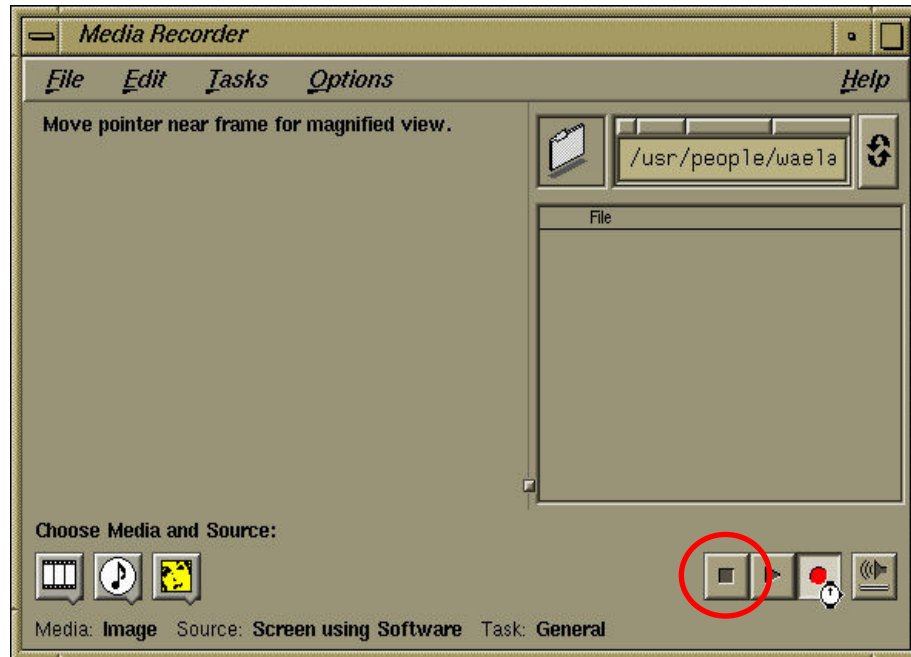 Media Recorder
File Edit Tasks Options Help
Move pointer near frame for magnified view.
/usr/people/waela
File
Choose Media and Source:
Media: Image Source: Screen using Software Task: General